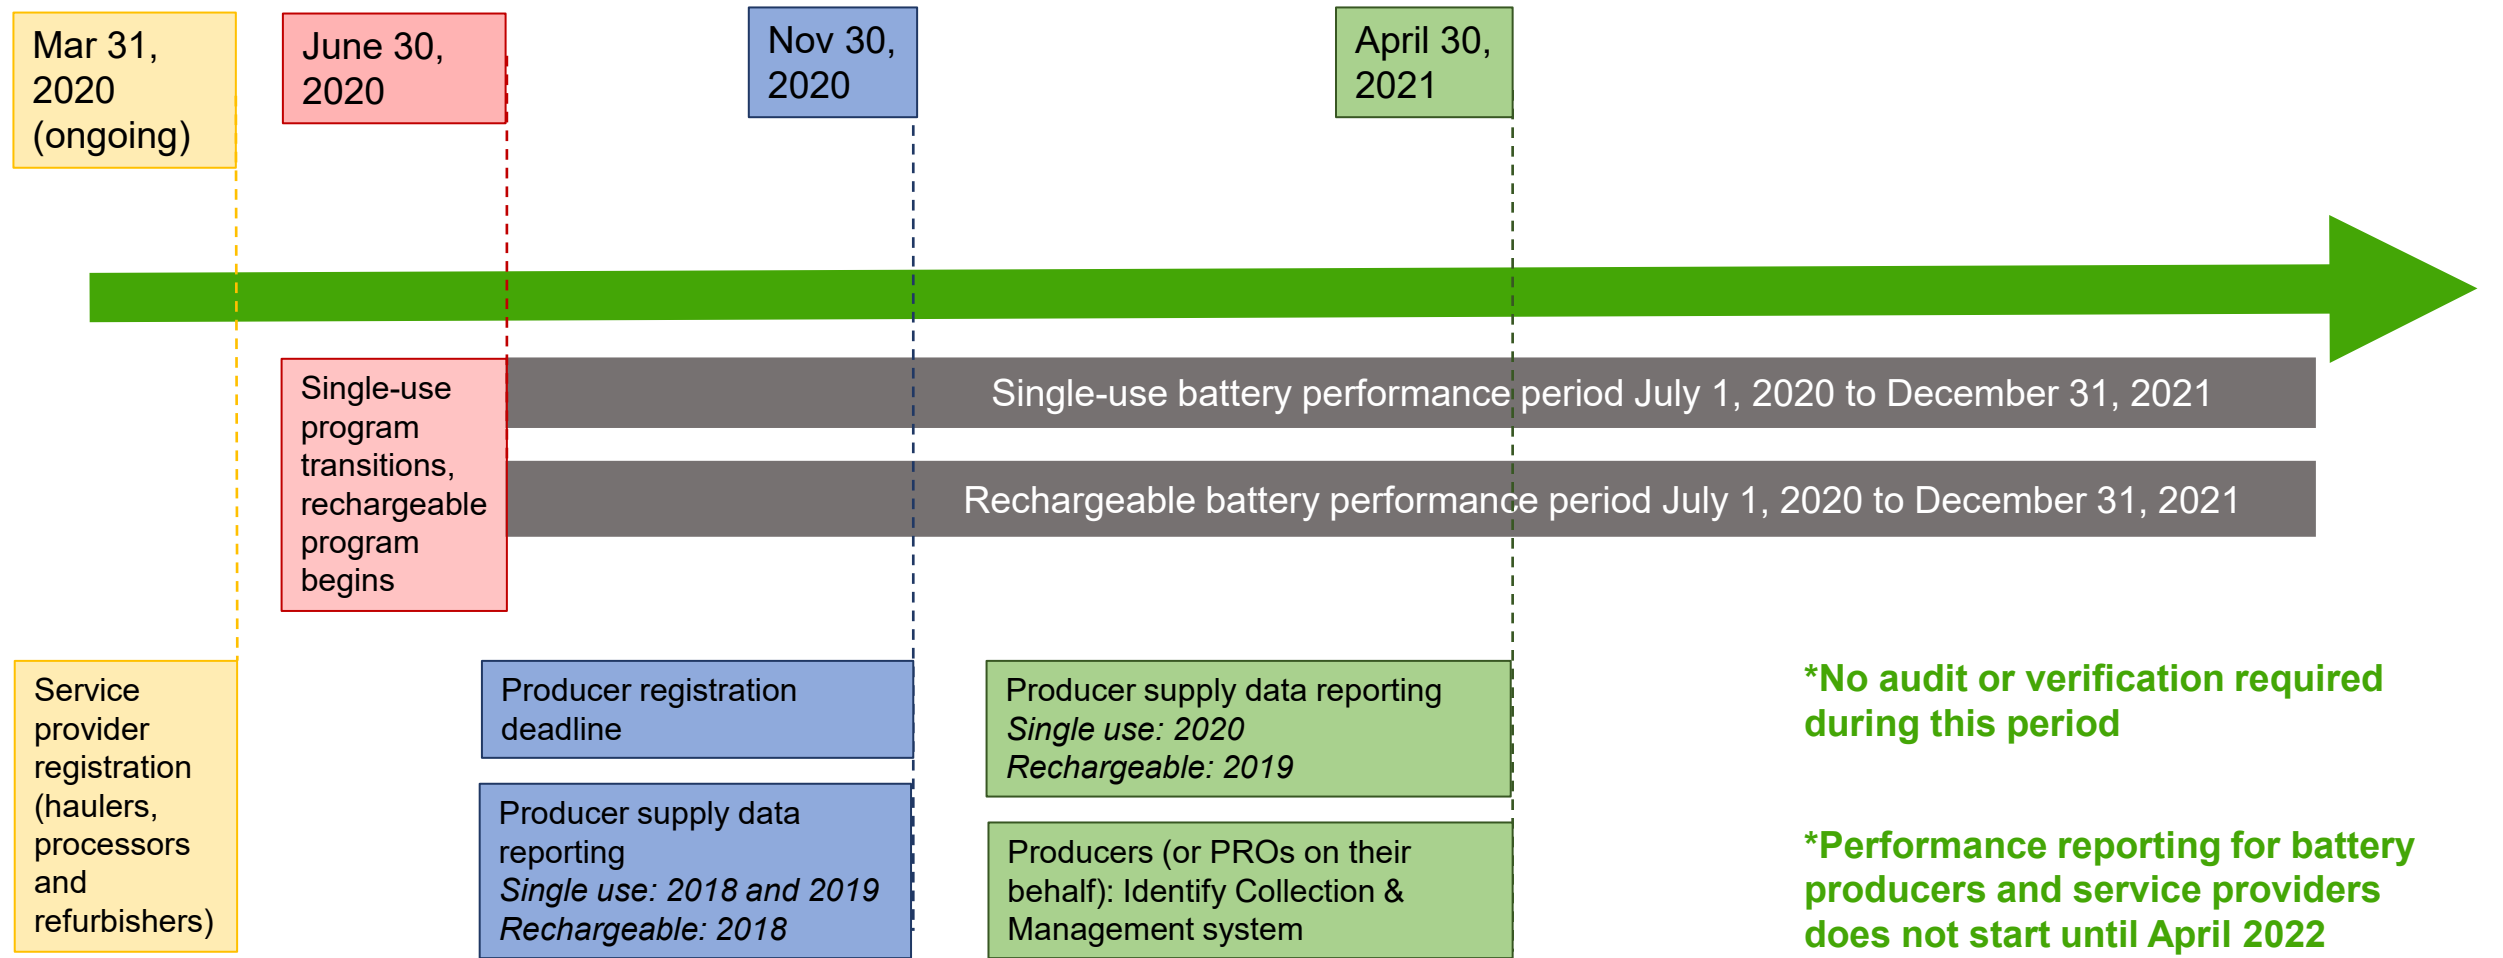 Mar 31,
2020
(ongoing)
June 30,
2020
Nov 30,
2020
April 30,
2021
Single-use
program
transitions,
rechargeable
program
begins
Single-use battery performance period July 1, 2020 to December 31, 2021
Rechargeable battery performance period July 1, 2020 to December 31, 2021
Service
provider
registration
(haulers,
processors
and
refurbishers)
Producer registration
deadline
Producer supply data
reporting
Single use: 2018 and 2019
Rechargeable: 2018
Producer supply data reporting
Single use: 2020
Rechargeable: 2019
Producers (or PROs on their
behalf): Identify Collection &
Management system
*No audit or verification required
during this period
*Performance reporting for battery
producers and service providers
does not start until April 2022